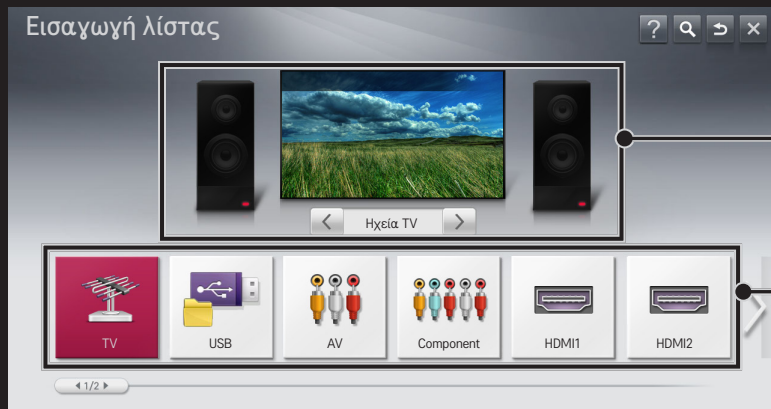 Εισαγωγή λίστας
?
Ηχεία TV
TV
USB
AV
Component
HDMI1
HDMI2
1/2